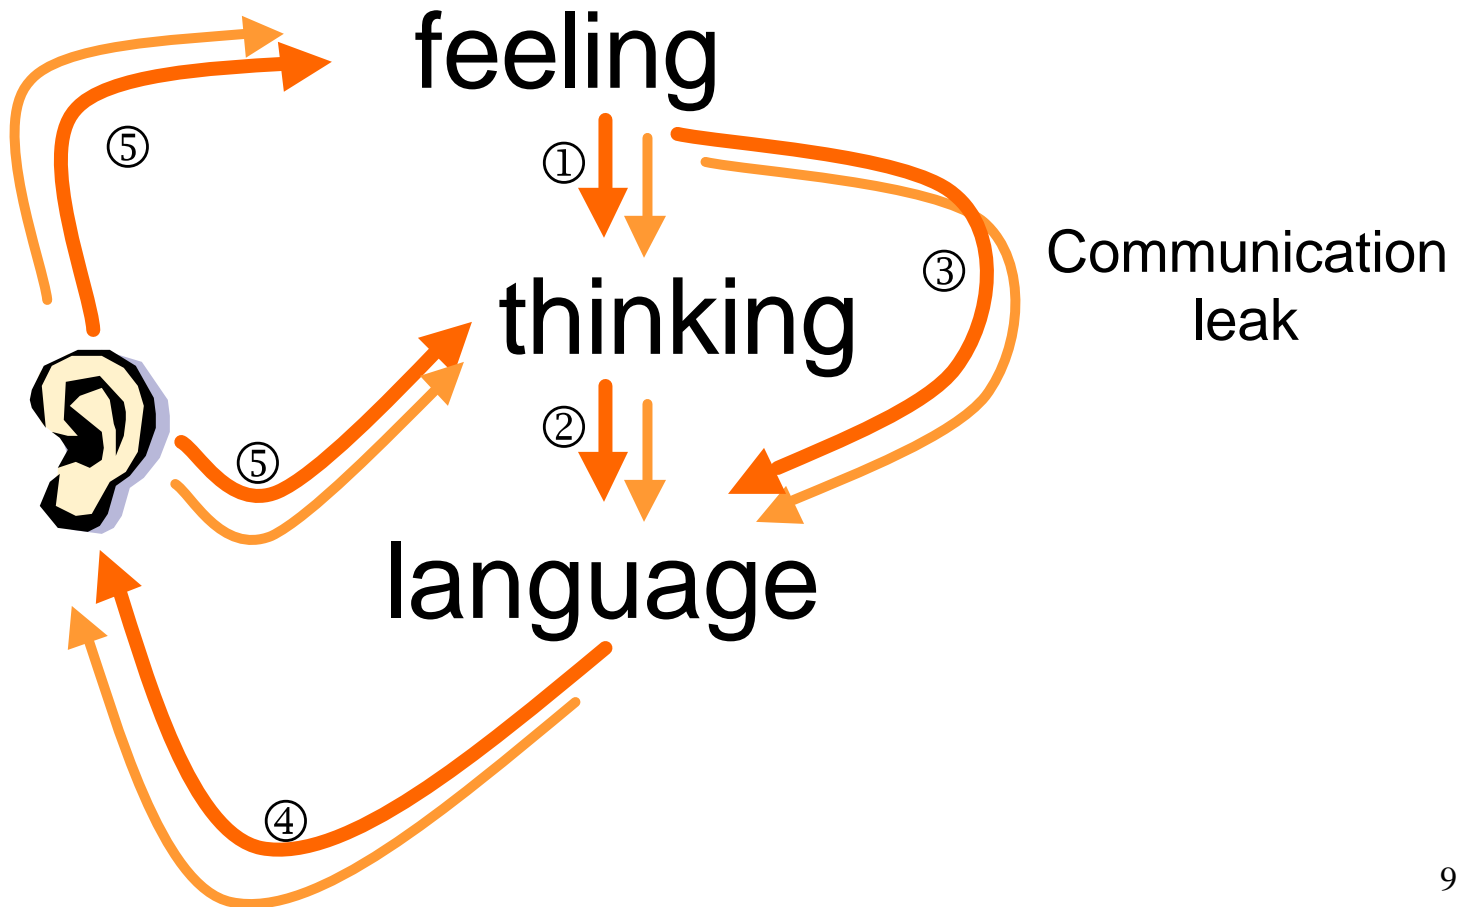 feeling
⑤
①
Communication
leak
③
thinking
②
⑤
language
④
9